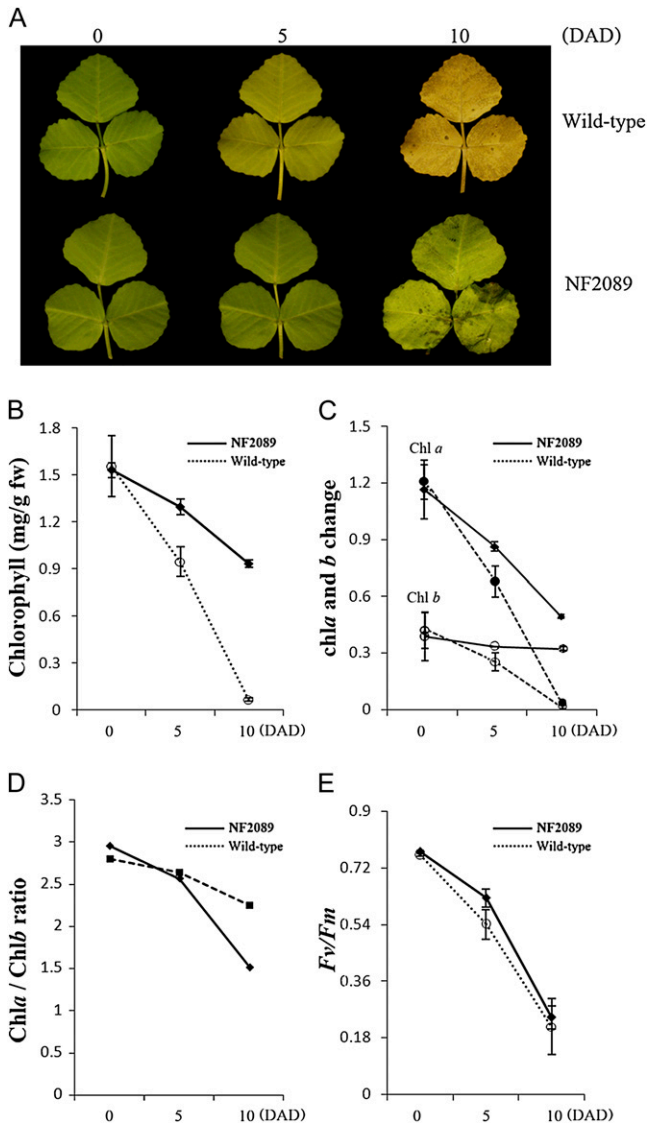 A
0 5 10 (DAD)
Wild-type
NF2089
B
Chlorophyll (mg/g fw)
1.8
1.5
1.2
0.9
0.6
0.3
0
NF2089
Wild-type
0 5 10 (DAD)
C
chla and b change
1.5
1.2
0.9
0.6
0.3
0
Chl a
Chl b
NF2089
Wild-type
0 5 10 (DAD)
D
Chla / Chlb ratio
3.5
3
2.5
2
1.5
1
0.5
0
NF2089
Wild-type
0 5 10 (DAD)
E
Fv/Fm
0.9
0.72
0.54
0.36
0.18
0
NF2089
Wild-type
0 5 10 (DAD)